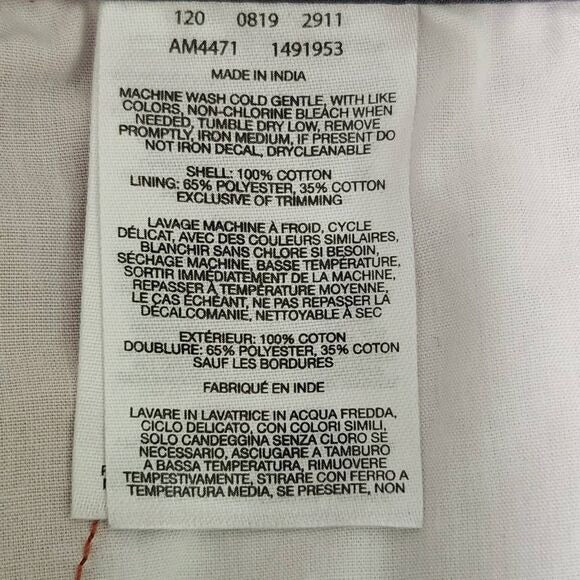 120 0819 2911
AM4471 1491953
MADE IN INDIA
MACHINE WASH COLD GENTLE, WITH LIKE
COLORS, NON-CHLORINE BLEACH WHEN
NEEDED, TUMBLE DRY LOW, REMOVE
PROMPTLY, IRON MEDIUM, IF PRESENT DO
NOT IRON DECAL, DRYCLEANABLE
SHELL: 100% COTTON
LINING: 65% POLYESTER, 35% COTTON
EXCLUSIVE OF TRIMMING
LAVAGE MACHINE À FROID, CYCLE
DÉLICAT, AVEC DES COULEURS SIMILAIRES,
BLANCHIR SANS CHLORE SI BESOIN,
SÉCHAGE MACHINE, BASSE TEMPÉRATURE,
SORTIR IMMÉDIATEMENT DE LA MACHINE,
REPASSER À TEMPÉRATURE MOYENNE,
LE CAS ÉCHÉANT, NE PAS REPASSER LA
DÉCALCOMANIE, NETTOYABLE À SEC
EXTÉRIEUR: 100% COTON
DOUBLURE: 65% POLYESTER, 35% COTON
SAUF LES BORDURES
FABRIQUÉ EN INDE
LAVARE IN LAVATRICE IN ACQUA FREDDA,
CICLO DELICATO, CON COLORI SIMILI,
SOLO CANDEGGINA SENZA CLORO SE
NECESSARIO, ASCIUGARE A TAMBURO
A BASSA TEMPERATURA, RIMUOVERE
TEMPESTIVAMENTE, STIRARE CON FERRO A
TEMPERATURA MEDIA, SE PRESENTE, NON